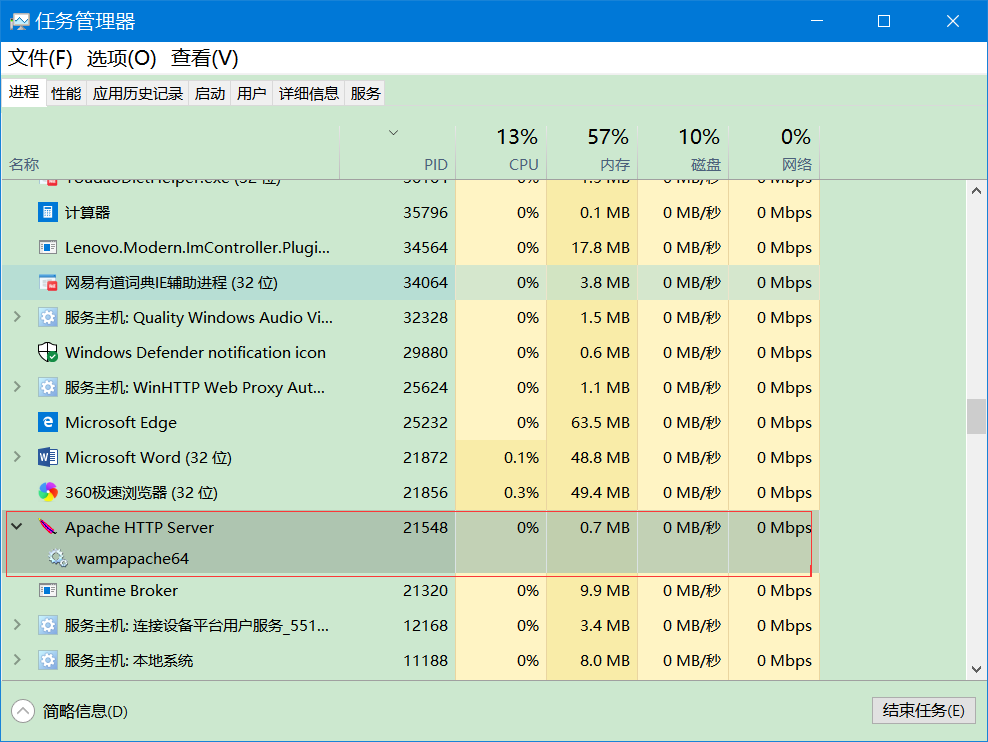 任务管理器
文件(F) 选项(O) 查看(V)
进程 性能 应用历史记录 启动 用户 详细信息 服务
13% 57% 10% 0%
名称 PID CPU 内存 磁盘 网络
YoudaoDictHelper.exe (32 位) 0% 1.9 MB 0 MB/秒 0 Mbps
计算器 35796 0% 0.1 MB 0 MB/秒 0 Mbps
Lenovo.Modern.ImController.Plugi... 34564 0% 17.8 MB 0 MB/秒 0 Mbps
网易有道词典IE辅助进程 (32 位) 34064 0% 3.8 MB 0 MB/秒 0 Mbps
服务主机: Quality Windows Audio Vi... 32328 0% 1.5 MB 0 MB/秒 0 Mbps
Windows Defender notification icon 29880 0% 0.6 MB 0 MB/秒 0 Mbps
服务主机: WinHTTP Web Proxy Aut... 25624 0% 1.1 MB 0 MB/秒 0 Mbps
Microsoft Edge 25232 0% 63.5 MB 0 MB/秒 0 Mbps
Microsoft Word (32 位) 21872 0.1% 48.8 MB 0 MB/秒 0 Mbps
360极速浏览器 (32 位) 21856 0.3% 49.4 MB 0 MB/秒 0 Mbps
Apache HTTP Server 21548 0% 0.7 MB 0 MB/秒 0 Mbps
wampapache64
Runtime Broker 21320 0% 9.9 MB 0 MB/秒 0 Mbps
服务主机: 连接设备平台用户服务_551... 12168 0% 3.4 MB 0 MB/秒 0 Mbps
服务主机: 本地系统 11188 0% 8.0 MB 0 MB/秒 0 Mbps
简略信息(D) 结束任务(E)